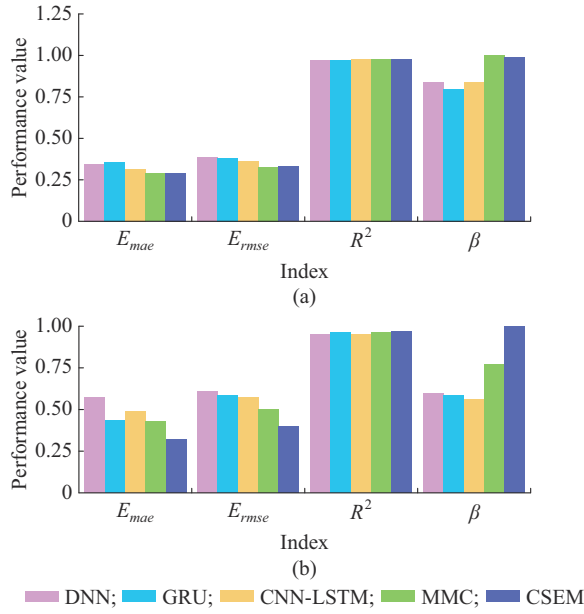 1.25
1.00
0.75
0.50
0.25
0
Performance value
E_mae E_rmse R² β
Index
(a)
1.00
0.75
0.50
0.25
0
Performance value
E_mae E_rmse R² β
Index
(b)
DNN; GRU; CNN-LSTM; MMC; CSEM